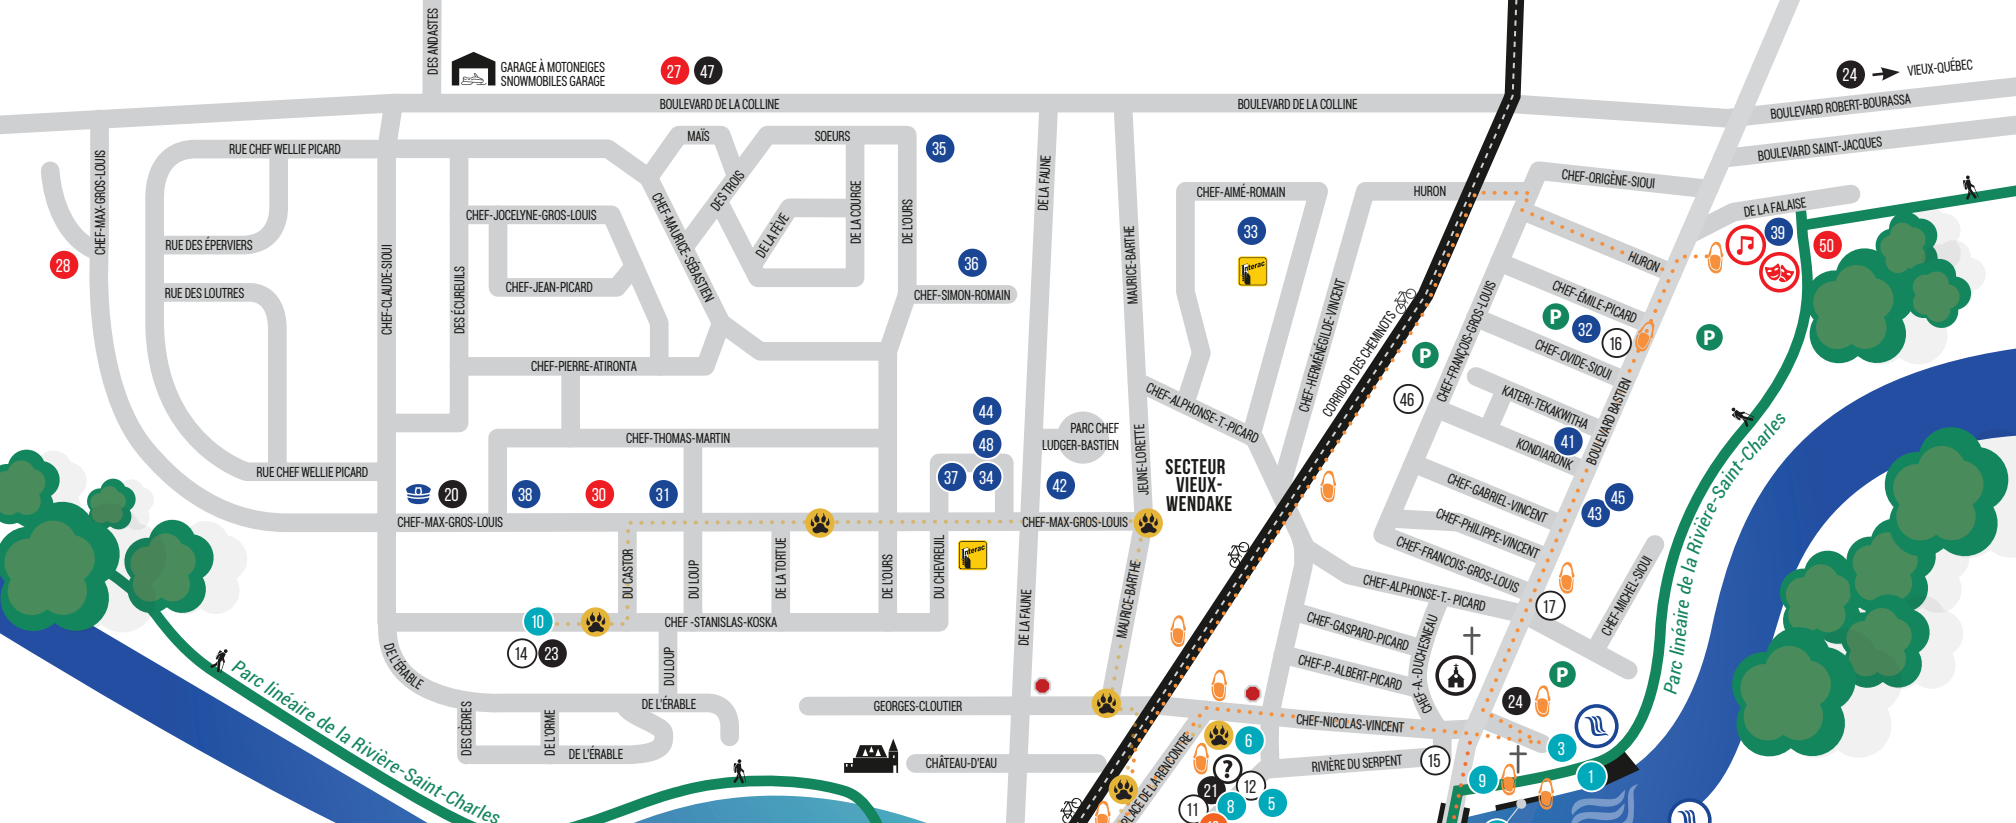 DES ANDASTES
GARAGE À MOTONEIGES
SNOWMOBILES GARAGE
27
47
24
VIEUX-QUÉBEC
BOULEVARD DE LA COLLINE
BOULEVARD DE LA COLLINE
BOULEVARD ROBERT-BOURASSA
BOULEVARD SAINT-JACQUES
RUE CHEF WELLIE PICARD
MAÏS
SOEURS
35
CHEF-MAX-GROS-LOUIS
DE LA FAUNE
CHEF-AIMÉ-ROMAIN
HURON
CHEF-ORIGÈNE-SIOUI
DE LA FALAISE
DES TROIS
CHEF-JOCELYNE-GROS-LOUIS
CHEF-MAURICE-SÉBASTIEN
DE LA FÈVE
DE LA COURGE
DE L'OURS
33
Interac
39
50
RUE DES ÉPERVIERS
28
36
MAURICE-BARTHE
HURON
RUE DES LOUTRES
CHEF-CLAUDE-SIOUI
DES ÉCUREUILS
CHEF-JEAN-PICARD
CHEF-SIMON-ROMAIN
CHEF-HERMÉNÉGILDE-VINCENT
CORRIDOR DES CHEMINOTS
CHEF-FRANÇOIS-GROS-LOUIS
CHEF-ÉMILE-PICARD
P
32
16
P
P
CHEF-OVIDE-SIOUI
CHEF-PIERRE-ATIRONTA
46
CHEF-ALPHONSE-T.-PICARD
KATERI-TEKAKWITHA
BOULEVARD BASTIEN
44
48
37
34
PARC CHEF
LUDGER-BASTIEN
CHEF-THOMAS-MARTIN
41
KONDIARONK
JEUNE-LORETTE
SECTEUR
VIEUX-
WENDAKE
RUE CHEF WELLIE PICARD
20
38
30
31
42
CHEF-GABRIEL-VINCENT
45
43
CHEF-MAX-GROS-LOUIS
CHEF-MAX-GROS-LOUIS
CHEF-PHILIPPE-VINCENT
CHEF-FRANCOIS-GROS-LOUIS
Parc linéaire de la Rivière-Saint-Charles
DU CASTOR
DU LOUP
DE LA TORTUE
DE L'OURS
DU CHEVREUIL
Interac
DE LA FAUNE
MAURICE-BARTHE
CHEF-ALPHONSE-T.- PICARD
17
CHEF-MICHEL-SIOUI
10
CHEF -STANISLAS-KOSKA
14
23
CHEF-GASPARD-PICARD
CHEF-P.-ALBERT-PICARD
CHEF-A.-DUCHESNEAU
P
24
DE L'ÉRABLE
DU LOUP
Parc linéaire de la Rivière-Saint-Charles
DE L'ÉRABLE
GEORGES-CLOUTIER
CHEF-NICOLAS-VINCENT
DES CÈDRES
DE L'ORME
DE L'ÉRABLE
CHÂTEAU-D'EAU
PLACE DE LA RENCONTRE
6
?
RIVIÈRE DU SERPENT
15
3
9
1
21
12
11
8
5